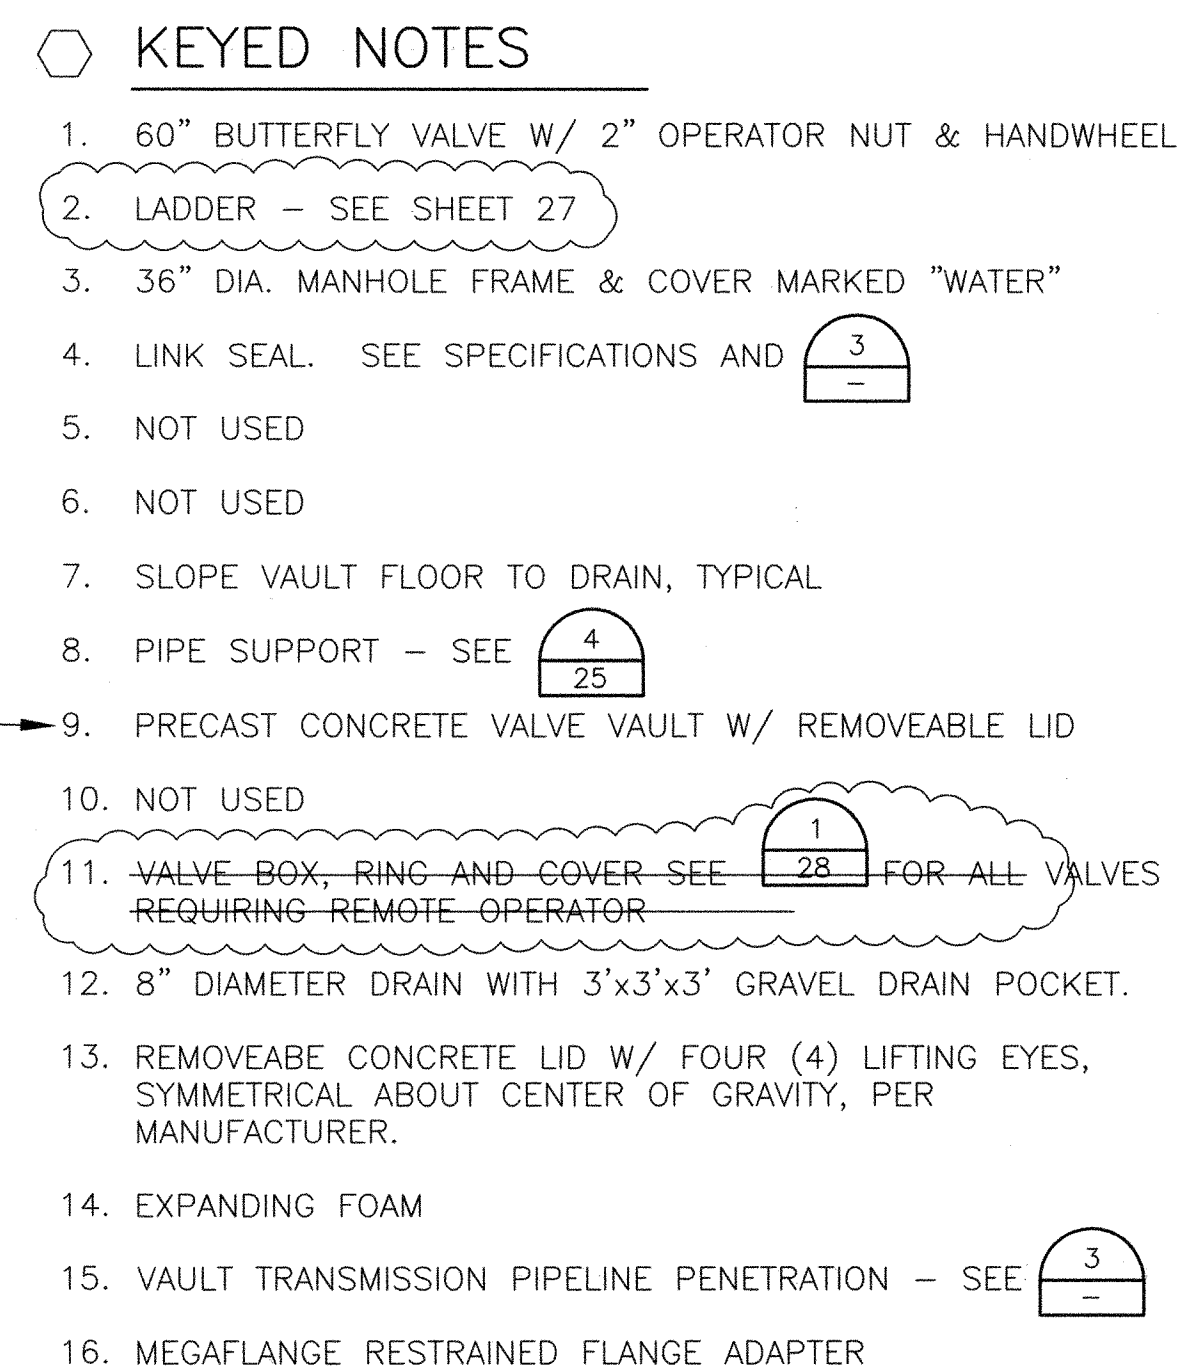 KEYED NOTES
1. 60" BUTTERFLY VALVE W/ 2" OPERATOR NUT & HANDWHEEL
2. LADDER – SEE SHEET 27
3. 36" DIA. MANHOLE FRAME & COVER MARKED "WATER"
4. LINK SEAL. SEE SPECIFICATIONS AND 3 –
5. NOT USED
6. NOT USED
7. SLOPE VAULT FLOOR TO DRAIN, TYPICAL
8. PIPE SUPPORT – SEE 4 25
9. PRECAST CONCRETE VALVE VAULT W/ REMOVEABLE LID
10. NOT USED
11. VALVE BOX, RING AND COVER SEE 1 28 FOR ALL VALVES
REQUIRING REMOTE OPERATOR
12. 8" DIAMETER DRAIN WITH 3'x3'x3' GRAVEL DRAIN POCKET.
13. REMOVEABE CONCRETE LID W/ FOUR (4) LIFTING EYES,
SYMMETRICAL ABOUT CENTER OF GRAVITY, PER
MANUFACTURER.
14. EXPANDING FOAM
15. VAULT TRANSMISSION PIPELINE PENETRATION – SEE 3 –
16. MEGAFLANGE RESTRAINED FLANGE ADAPTER